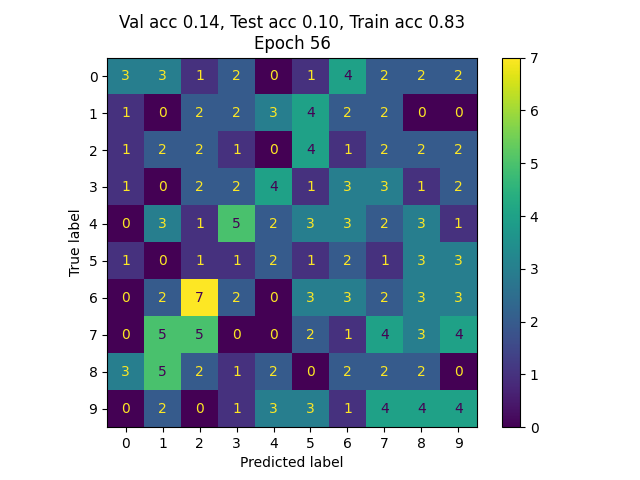 Val acc 0.14, Test acc 0.10, Train acc 0.83
Epoch 56
0 3 3 1 2 0 1 4 2 2 2
1 1 0 2 2 3 4 2 2 0 0
2 1 2 2 1 0 4 1 2 2 2
3 1 0 2 2 4 1 3 3 1 2
4 0 3 1 5 2 3 3 2 3 1
5 1 0 1 1 2 1 2 1 3 3
6 0 2 7 2 0 3 3 2 3 3
7 0 5 5 0 0 2 1 4 3 4
8 3 5 2 1 2 0 2 2 2 0
9 0 2 0 1 3 3 1 4 4 4
0 1 2 3 4 5 6 7 8 9
Predicted label
True label
7
6
5
4
3
2
1
0